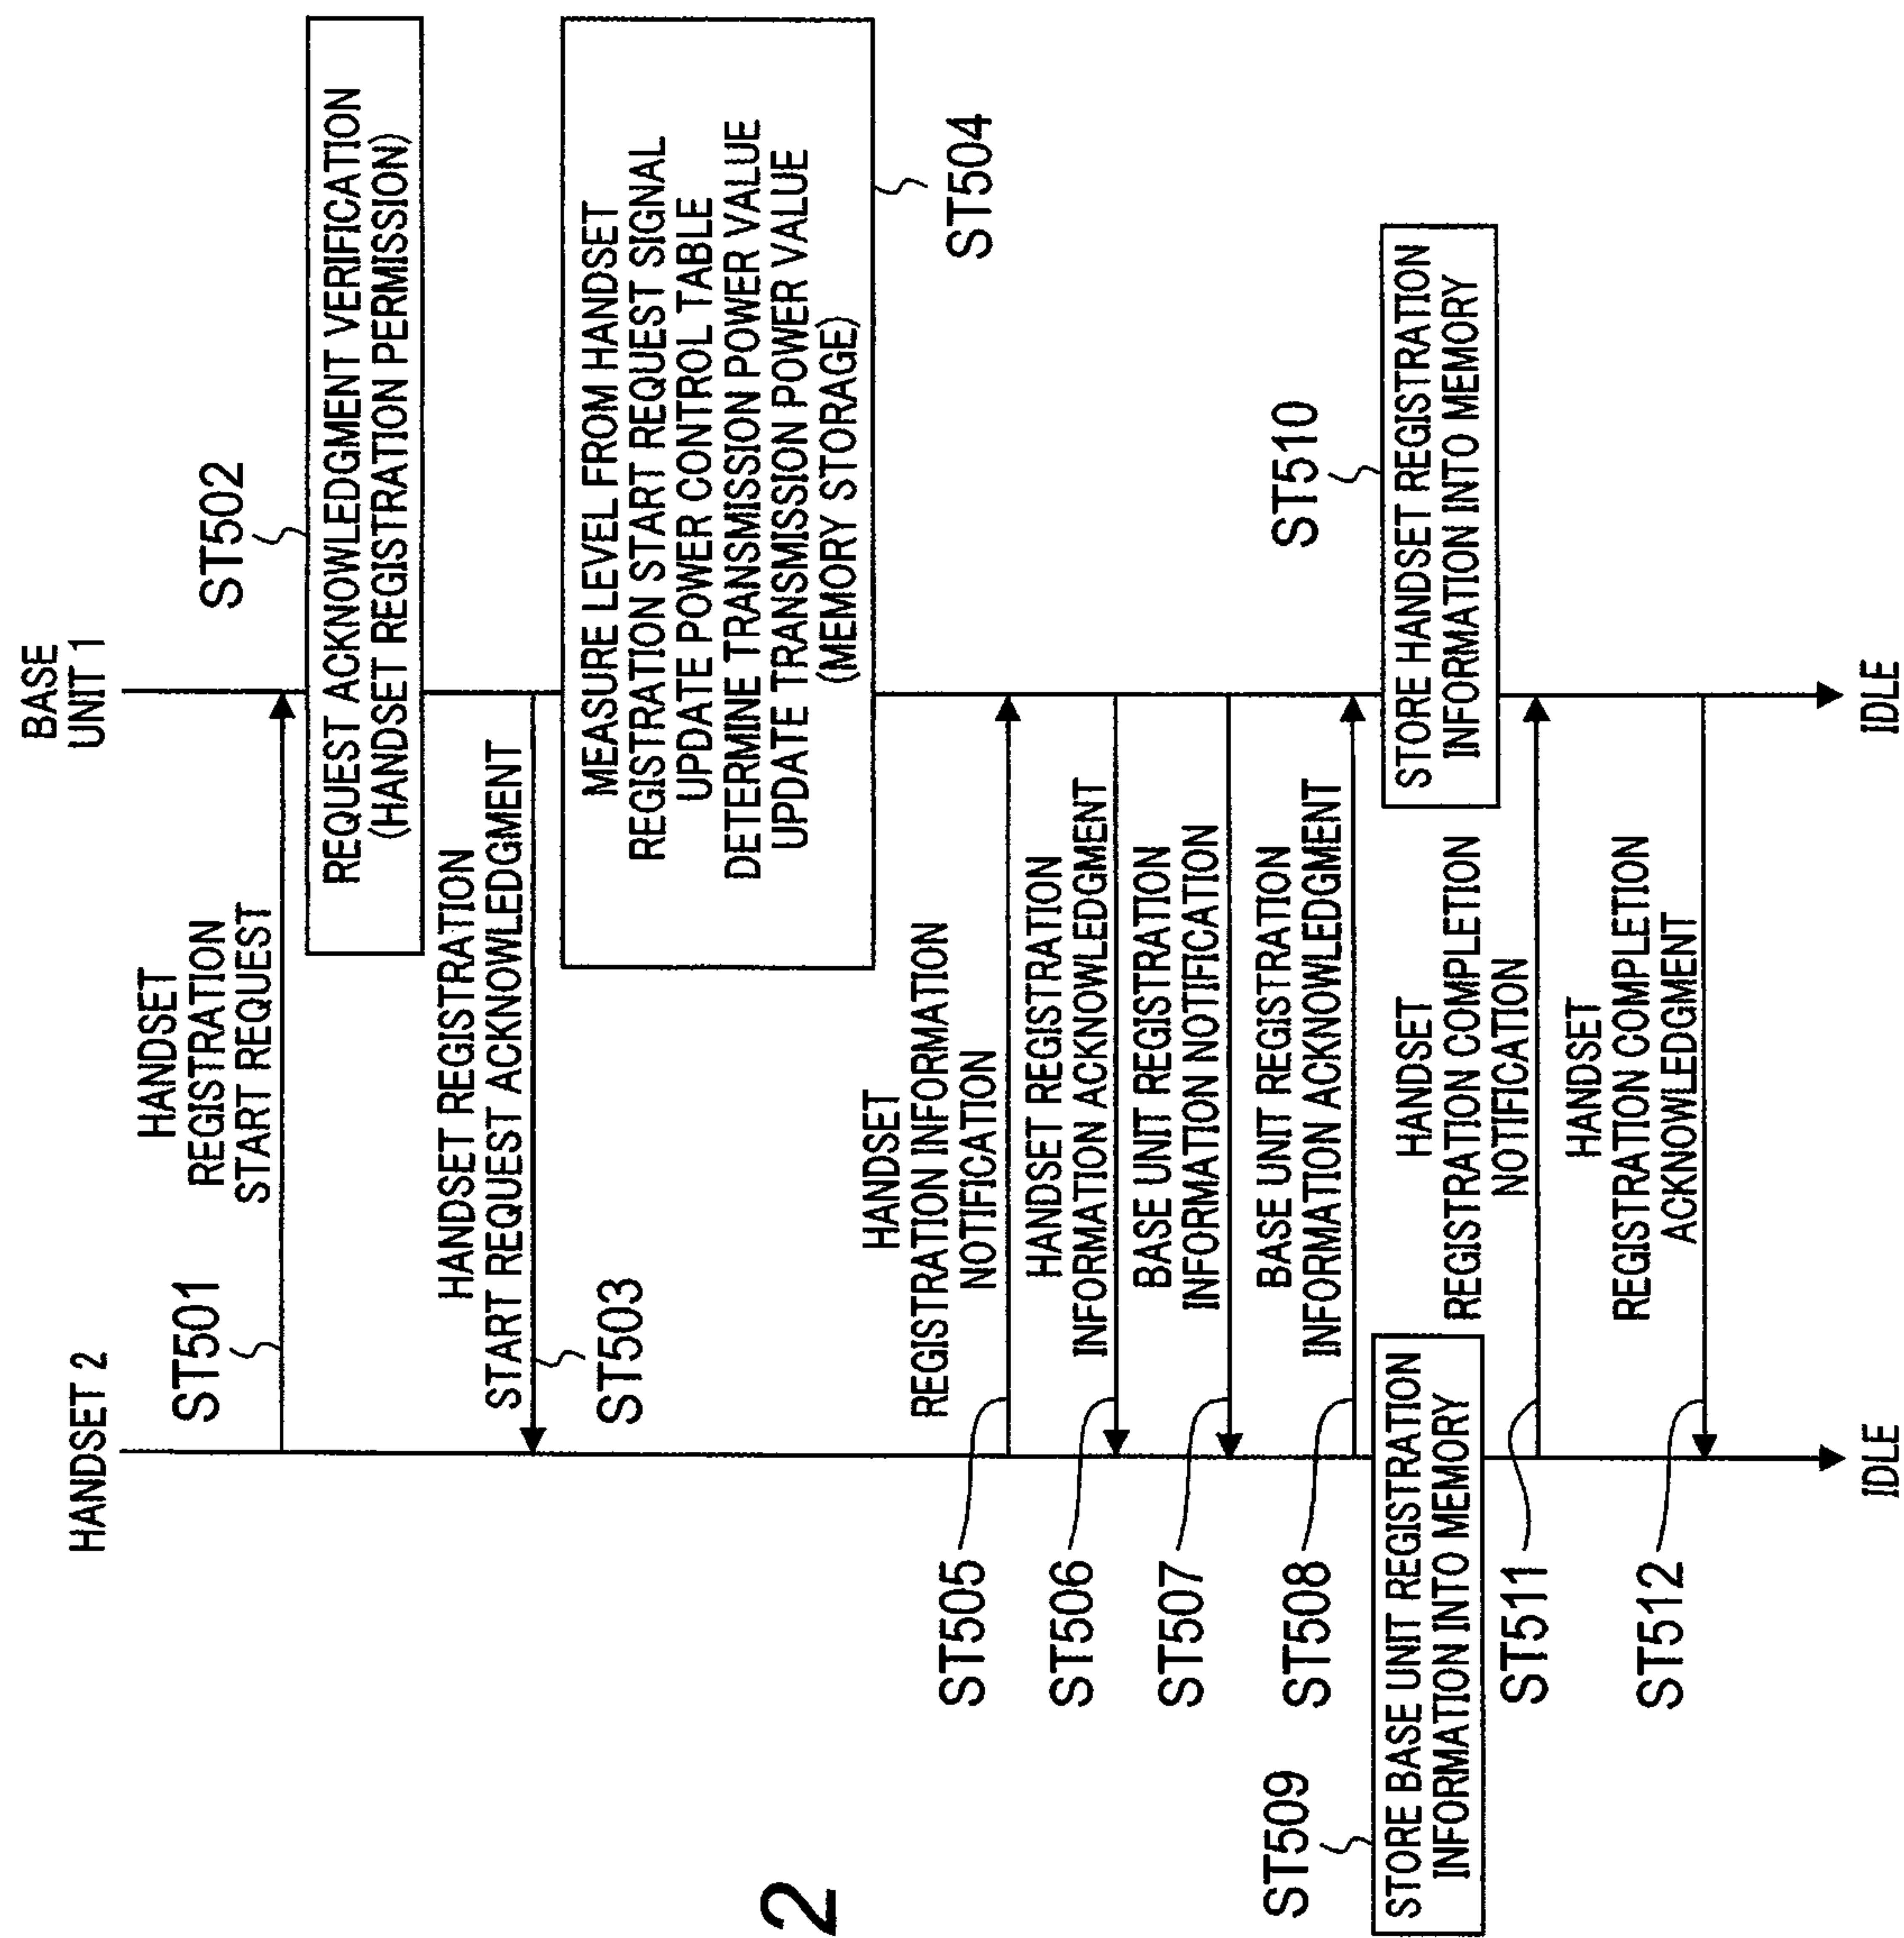 HANDSET 2
BASE
UNIT 1
ST501
HANDSET
REGISTRATION
START REQUEST
ST502
REQUEST ACKNOWLEDGMENT VERIFICATION
(HANDSET REGISTRATION PERMISSION)
HANDSET REGISTRATION
START REQUEST ACKNOWLEDGMENT
ST503
MEASURE LEVEL FROM HANDSET
REGISTRATION START REQUEST SIGNAL
UPDATE POWER CONTROL TABLE
DETERMINE TRANSMISSION POWER VALUE
UPDATE TRANSMISSION POWER VALUE
(MEMORY STORAGE)
ST504
2
HANDSET
REGISTRATION INFORMATION
NOTIFICATION
ST505
HANDSET REGISTRATION
INFORMATION ACKNOWLEDGMENT
ST506
BASE UNIT REGISTRATION
INFORMATION NOTIFICATION
ST507
BASE UNIT REGISTRATION
INFORMATION ACKNOWLEDGMENT
ST508
ST509
STORE BASE UNIT REGISTRATION
INFORMATION INTO MEMORY
ST510
STORE HANDSET REGISTRATION
INFORMATION INTO MEMORY
HANDSET
REGISTRATION COMPLETION
NOTIFICATION
ST511
HANDSET
REGISTRATION COMPLETION
ACKNOWLEDGMENT
ST512
IDLE
IDLE